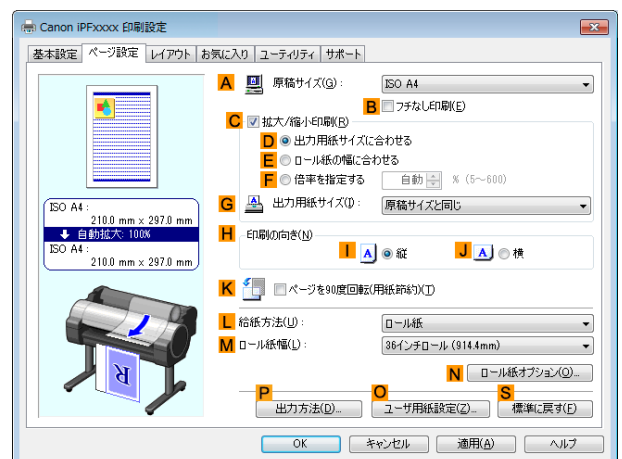 Canon iPFxxxx 印刷設定
基本設定 ページ設定 レイアウト お気に入り ユーティリティ サポート
A 原稿サイズ(G): ISO A4
B フチなし印刷(E)
C 拡大/縮小印刷(R)
D 出力用紙サイズに合わせる
E ロール紙の幅に合わせる
F 倍率を指定する 自動 % (5～600)
G 出力用紙サイズ(I): 原稿サイズと同じ
ISO A4 :
210.0 mm x 297.0 mm
自動拡大: 100%
ISO A4 :
210.0 mm x 297.0 mm
H 印刷の向き(N)
I A 縦 J A 横
K ページを90度回転(用紙節約)(T)
L 給紙方法(U): ロール紙
M ロール紙幅(L): 36インチロール (914.4mm)
N ロール紙オプション(O)...
R
P 出力方法(D)... O ユーザ用紙設定(Z)... S 標準に戻す(F)
OK キャンセル 適用(A) ヘルプ